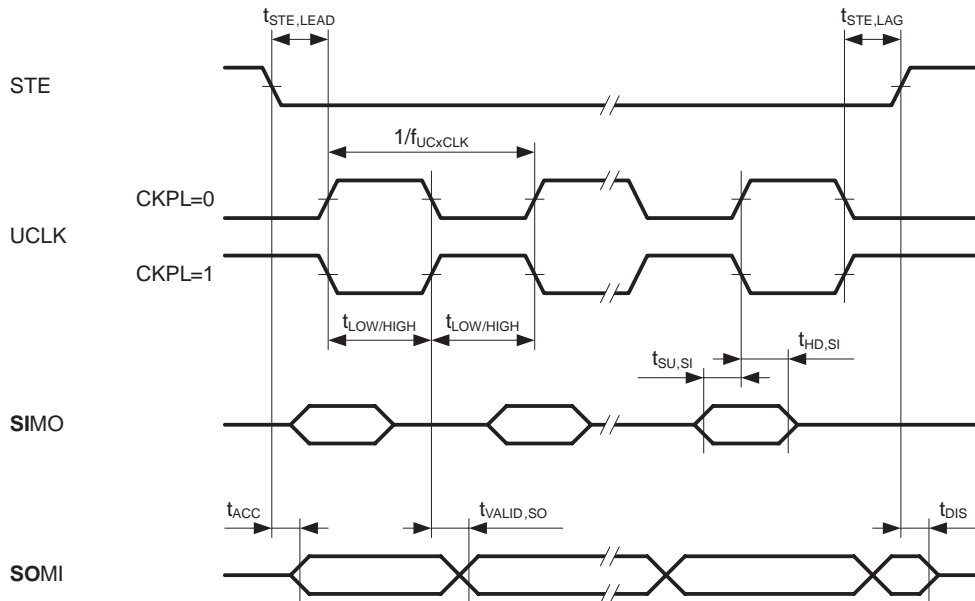 tSTE,LEAD
tSTE,LAG
STE
1/fUCxCLK
CKPL=0
UCLK
CKPL=1
tLOW/HIGH tLOW/HIGH
tHD,SI
tSU,SI
SIMO
tACC
tVALID,SO
tDIS
SOMI